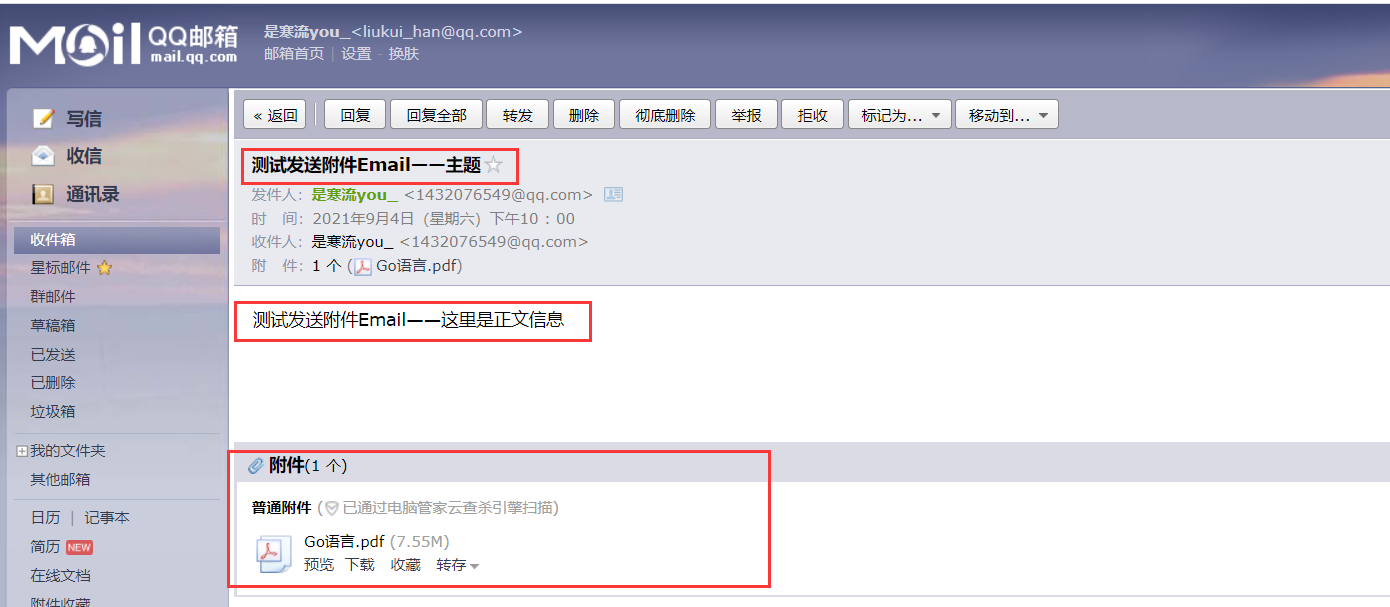 MOil QQ邮箱 mail.qq.com
是寒流you_<liukui_han@qq.com>
邮箱首页 | 设置 - 换肤
写信
收信
通讯录
收件箱
星标邮件
群邮件
草稿箱
已发送
已删除
垃圾箱
我的文件夹
其他邮箱
日历 | 记事本
简历 NEW
在线文档
附件收藏
« 返回 回复 回复全部 转发 删除 彻底删除 举报 拒收 标记为... 移动到...
测试发送附件Email——主题
发件人：是寒流you_ <1432076549@qq.com>
时 间：2021年9月4日（星期六）下午10：00
收件人：是寒流you_ <1432076549@qq.com>
附 件：1 个 (Go语言.pdf)
测试发送附件Email——这里是正文信息
附件(1 个)
普通附件 (已通过电脑管家云查杀引擎扫描)
Go语言.pdf (7.55M)
预览 下载 收藏 转存